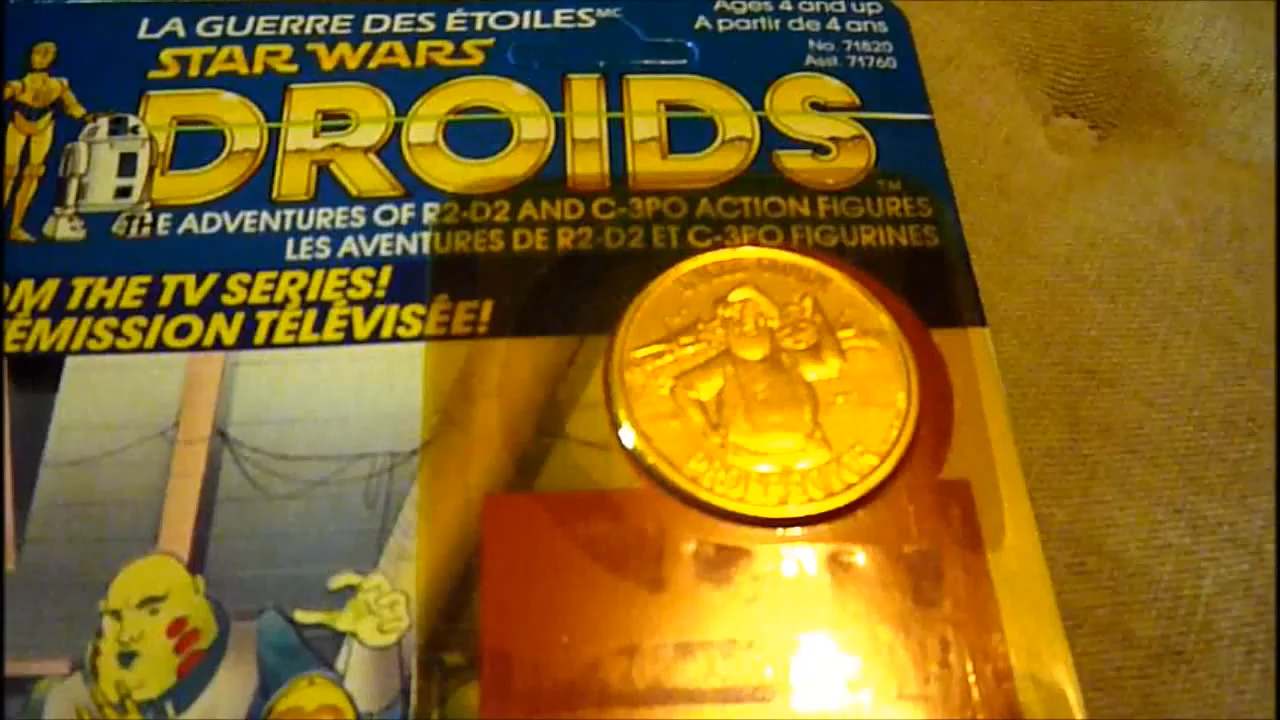 LA GUERRE DES ÉTOILES MC
STAR WARS
Ages 4 and up
A partir de 4 ans
No. 71820
Asst. 71760
DROIDS
TM
E ADVENTURES OF R2-D2 AND C-3PO ACTION FIGURES
LES AVENTURES DE R2-D2 ET C-3PO FIGURINES
M THE TV SERIES!
ÉMISSION TÉLÉVISÉE!